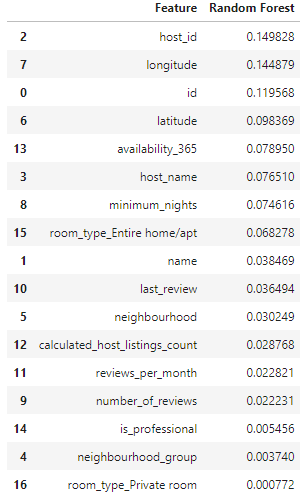 Feature Random Forest
2 host_id 0.149828
7 longitude 0.144879
0 id 0.119568
6 latitude 0.098369
13 availability_365 0.078950
3 host_name 0.076510
8 minimum_nights 0.074616
15 room_type_Entire home/apt 0.068278
1 name 0.038469
10 last_review 0.036494
5 neighbourhood 0.030249
12 calculated_host_listings_count 0.028768
11 reviews_per_month 0.022821
9 number_of_reviews 0.022231
14 is_professional 0.005456
4 neighbourhood_group 0.003740
16 room_type_Private room 0.000772